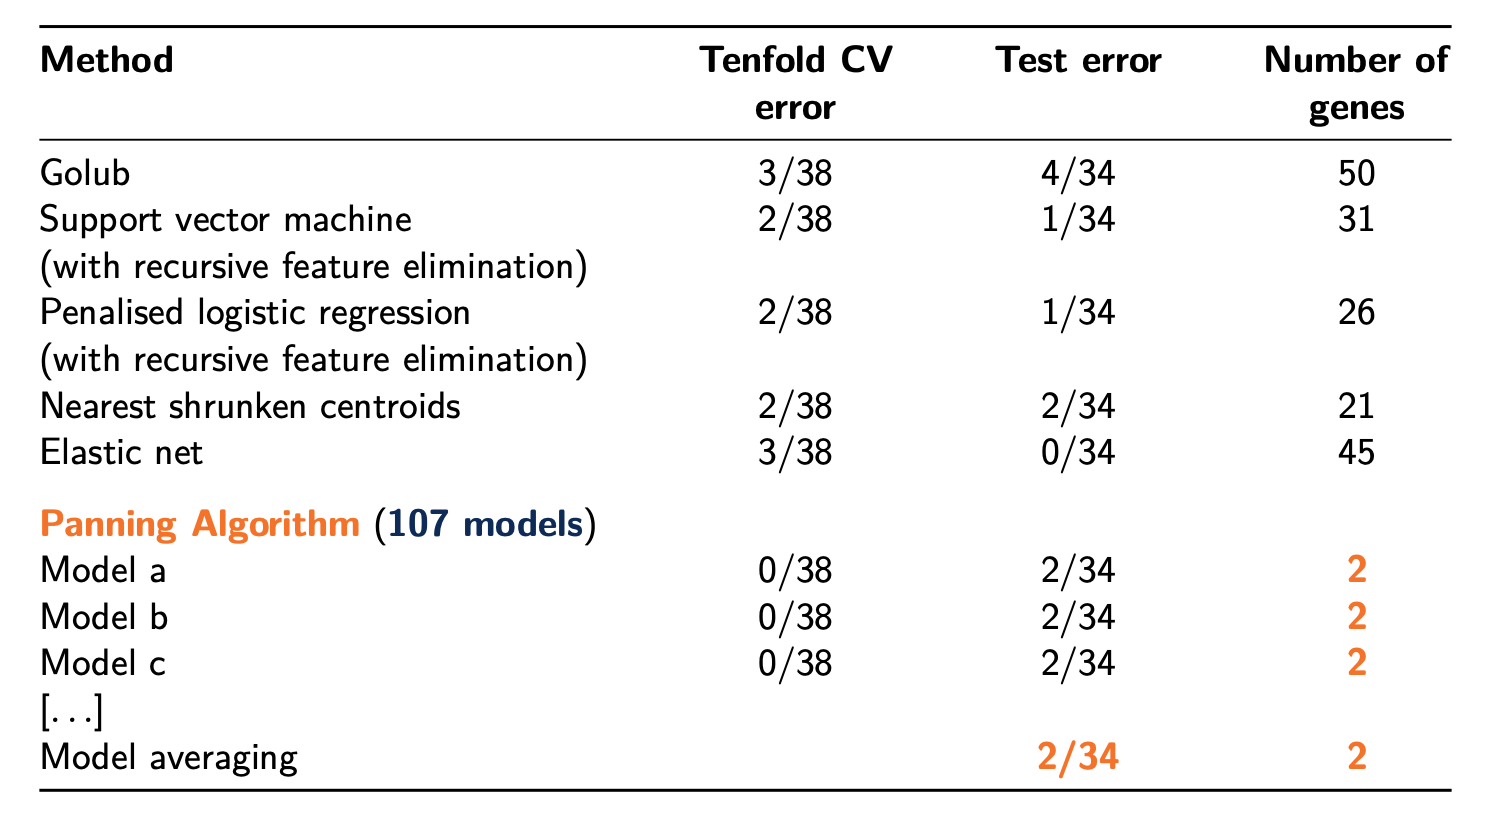 Method Tenfold CV Test error Number of
error genes
Golub 3/38 4/34 50
Support vector machine 2/38 1/34 31
(with recursive feature elimination)
Penalised logistic regression 2/38 1/34 26
(with recursive feature elimination)
Nearest shrunken centroids 2/38 2/34 21
Elastic net 3/38 0/34 45
Panning Algorithm (107 models)
Model a 0/38 2/34 2
Model b 0/38 2/34 2
Model c 0/38 2/34 2
[...]
Model averaging 2/34 2